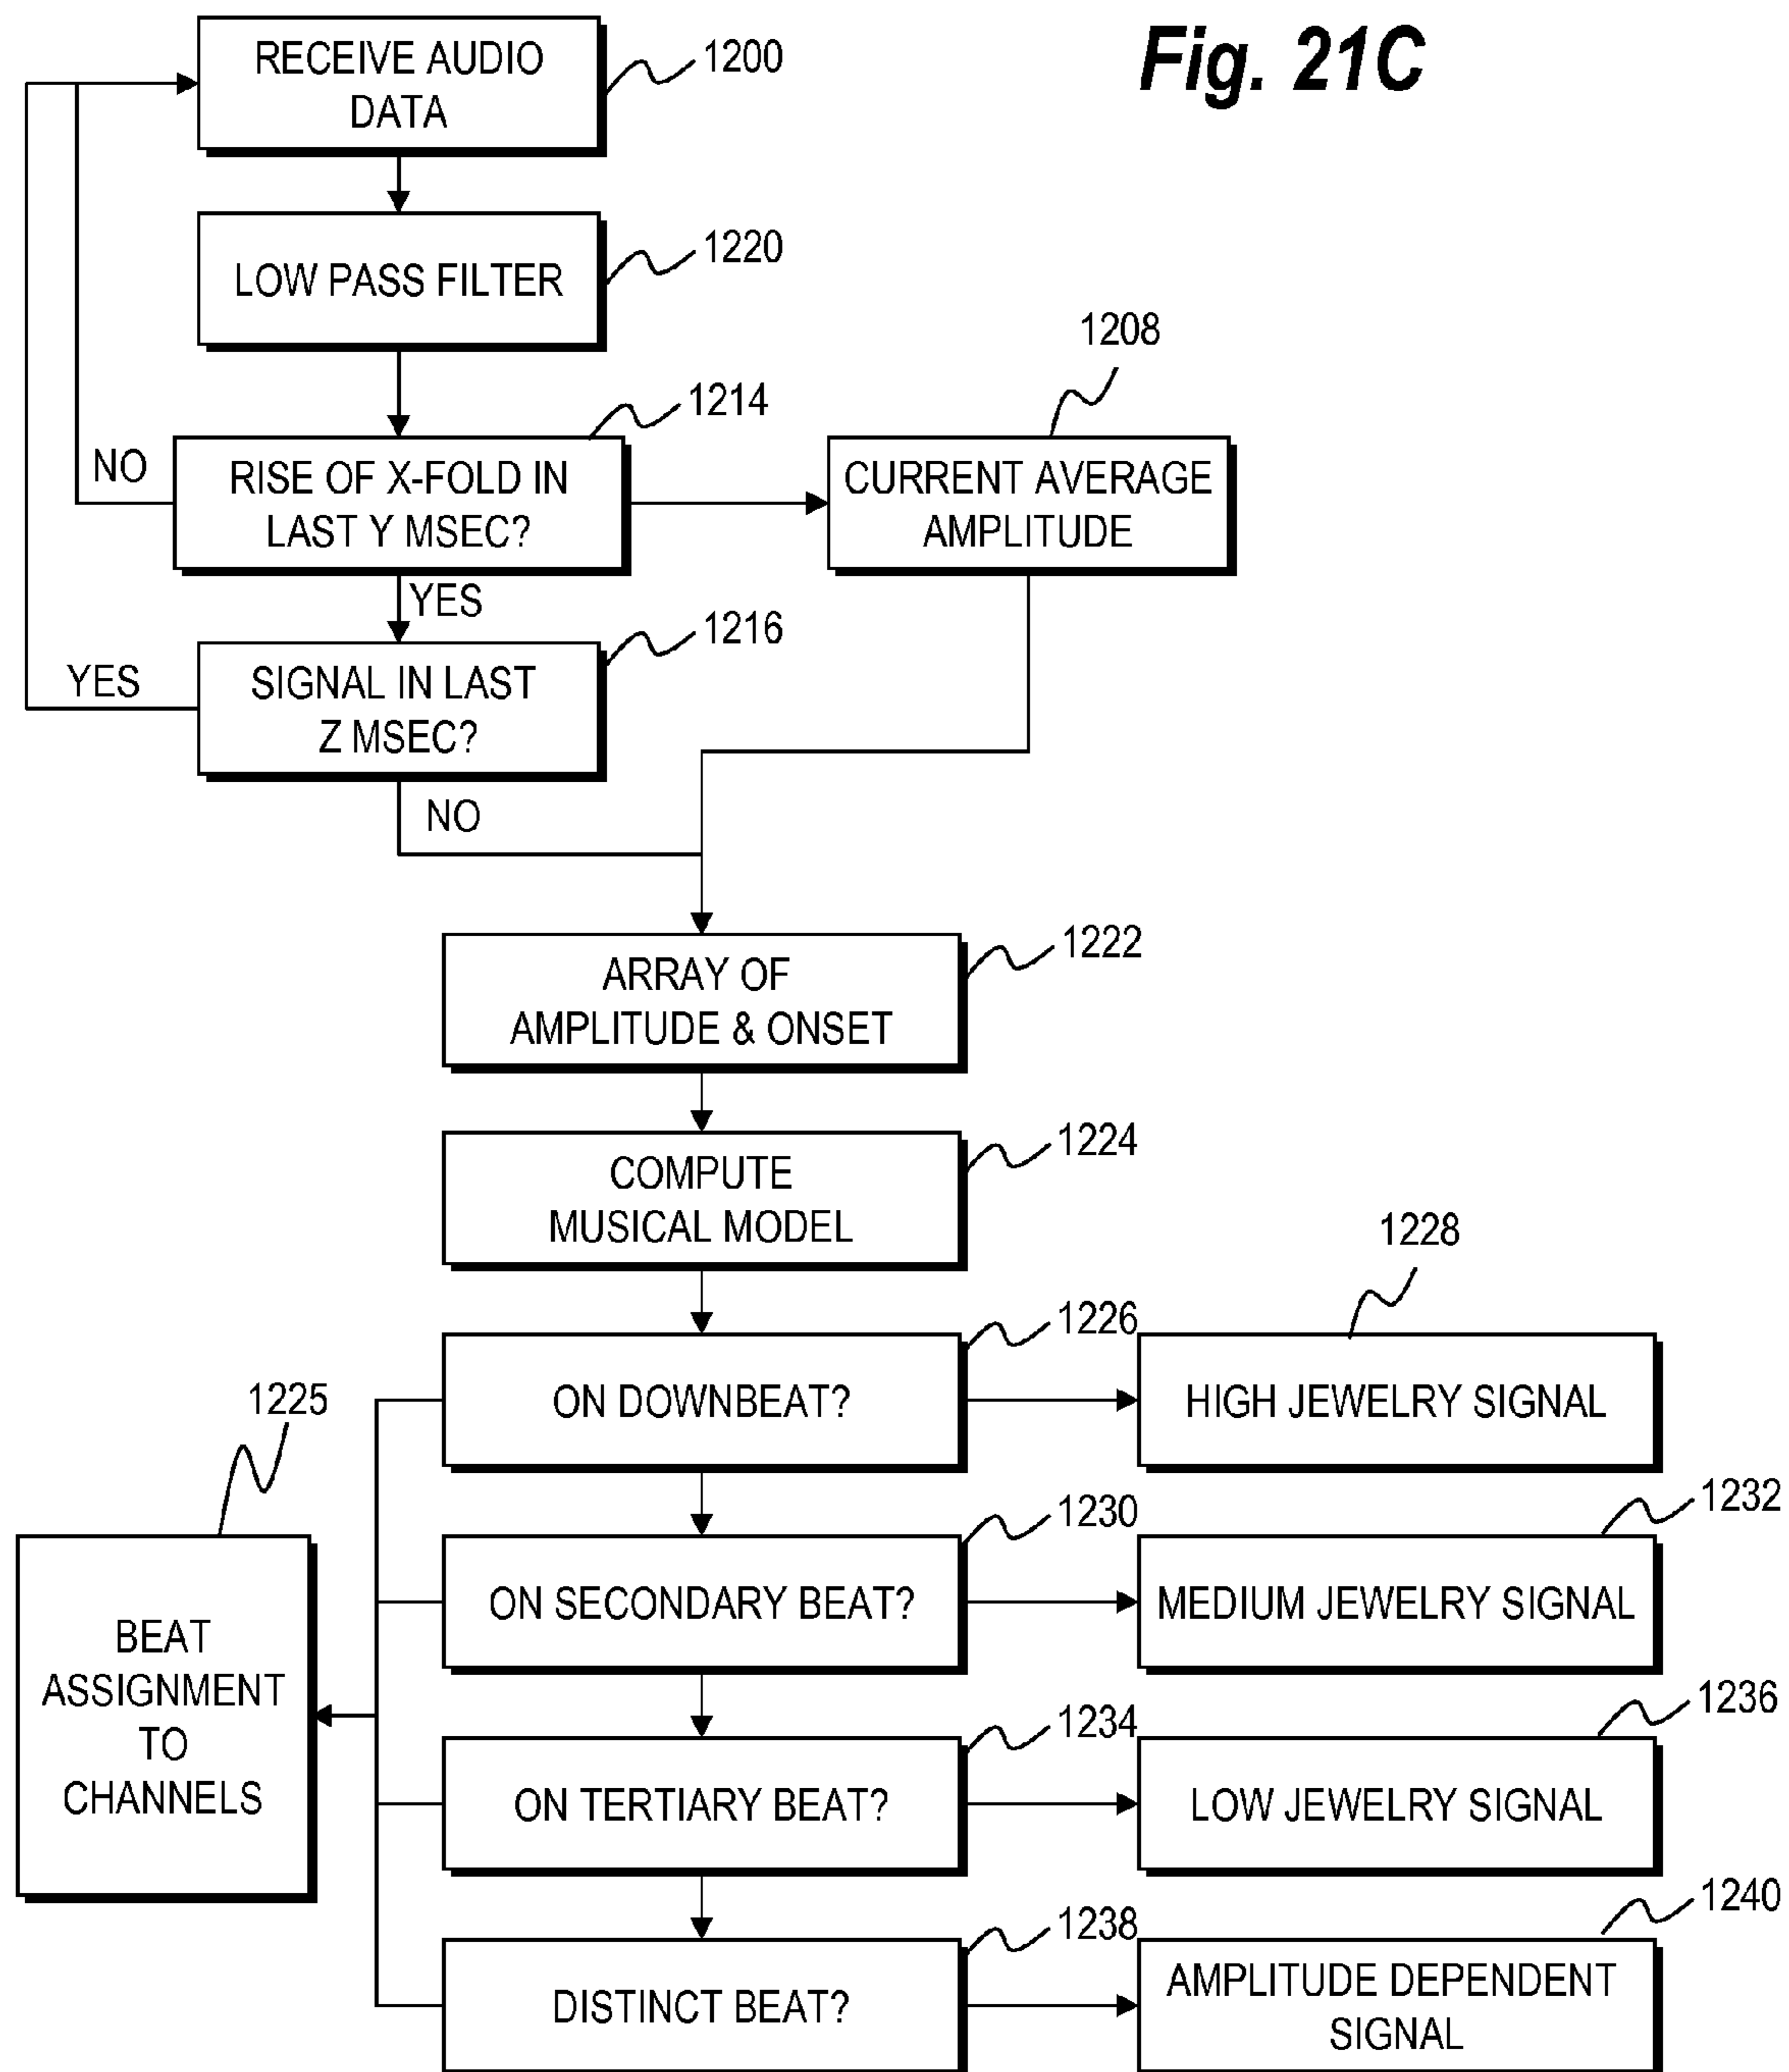 Fig. 21C
RECEIVE AUDIO
DATA
1200
LOW PASS FILTER
1220
1208
1214
NO
RISE OF X-FOLD IN
LAST Y MSEC?
CURRENT AVERAGE
AMPLITUDE
YES
1216
YES
SIGNAL IN LAST
Z MSEC?
NO
1222
ARRAY OF
AMPLITUDE & ONSET
1224
COMPUTE
MUSICAL MODEL
1228
1226
ON DOWNBEAT?
HIGH JEWELRY SIGNAL
1225
1230
1232
ON SECONDARY BEAT?
MEDIUM JEWELRY SIGNAL
BEAT
ASSIGNMENT
TO
CHANNELS
1234
1236
ON TERTIARY BEAT?
LOW JEWELRY SIGNAL
1238
1240
DISTINCT BEAT?
AMPLITUDE DEPENDENT
SIGNAL